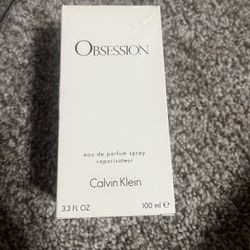 OBSESSION
eau de parfum spray
vaporisateur
Calvin Klein
3.3 FL OZ 100 ml e